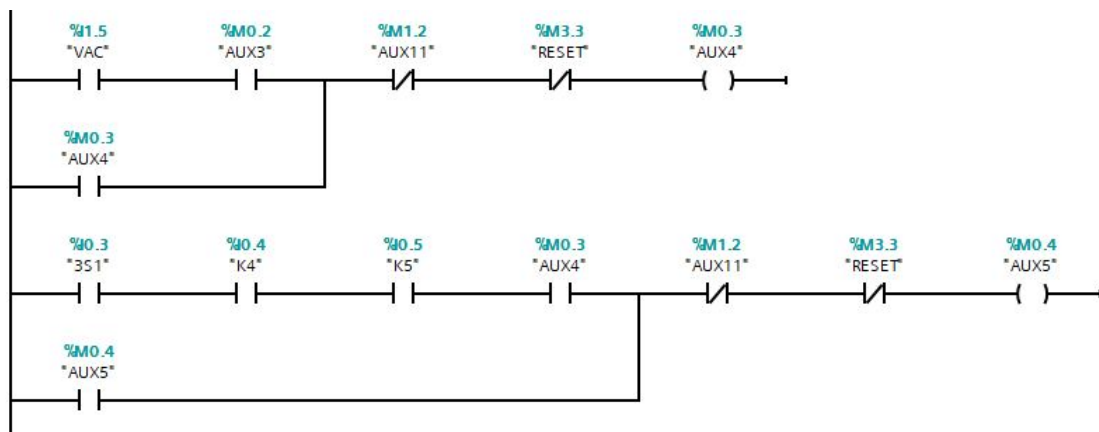 %I1.5 %M0.2 %M1.2 %M3.3 %M0.3
"VAC" "AUX3" "AUX11" "RESET" "AUX4"
%M0.3
"AUX4"
%I0.3 %I0.4 %I0.5 %M0.3 %M1.2 %M3.3 %M0.4
"3S1" "K4" "K5" "AUX4" "AUX11" "RESET" "AUX5"
%M0.4
"AUX5"